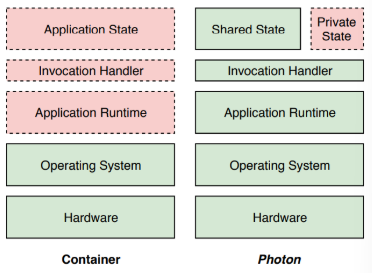 Application State
Invocation Handler
Application Runtime
Operating System
Hardware
Container
Shared State
Private
State
Invocation Handler
Application Runtime
Operating System
Hardware
Photon